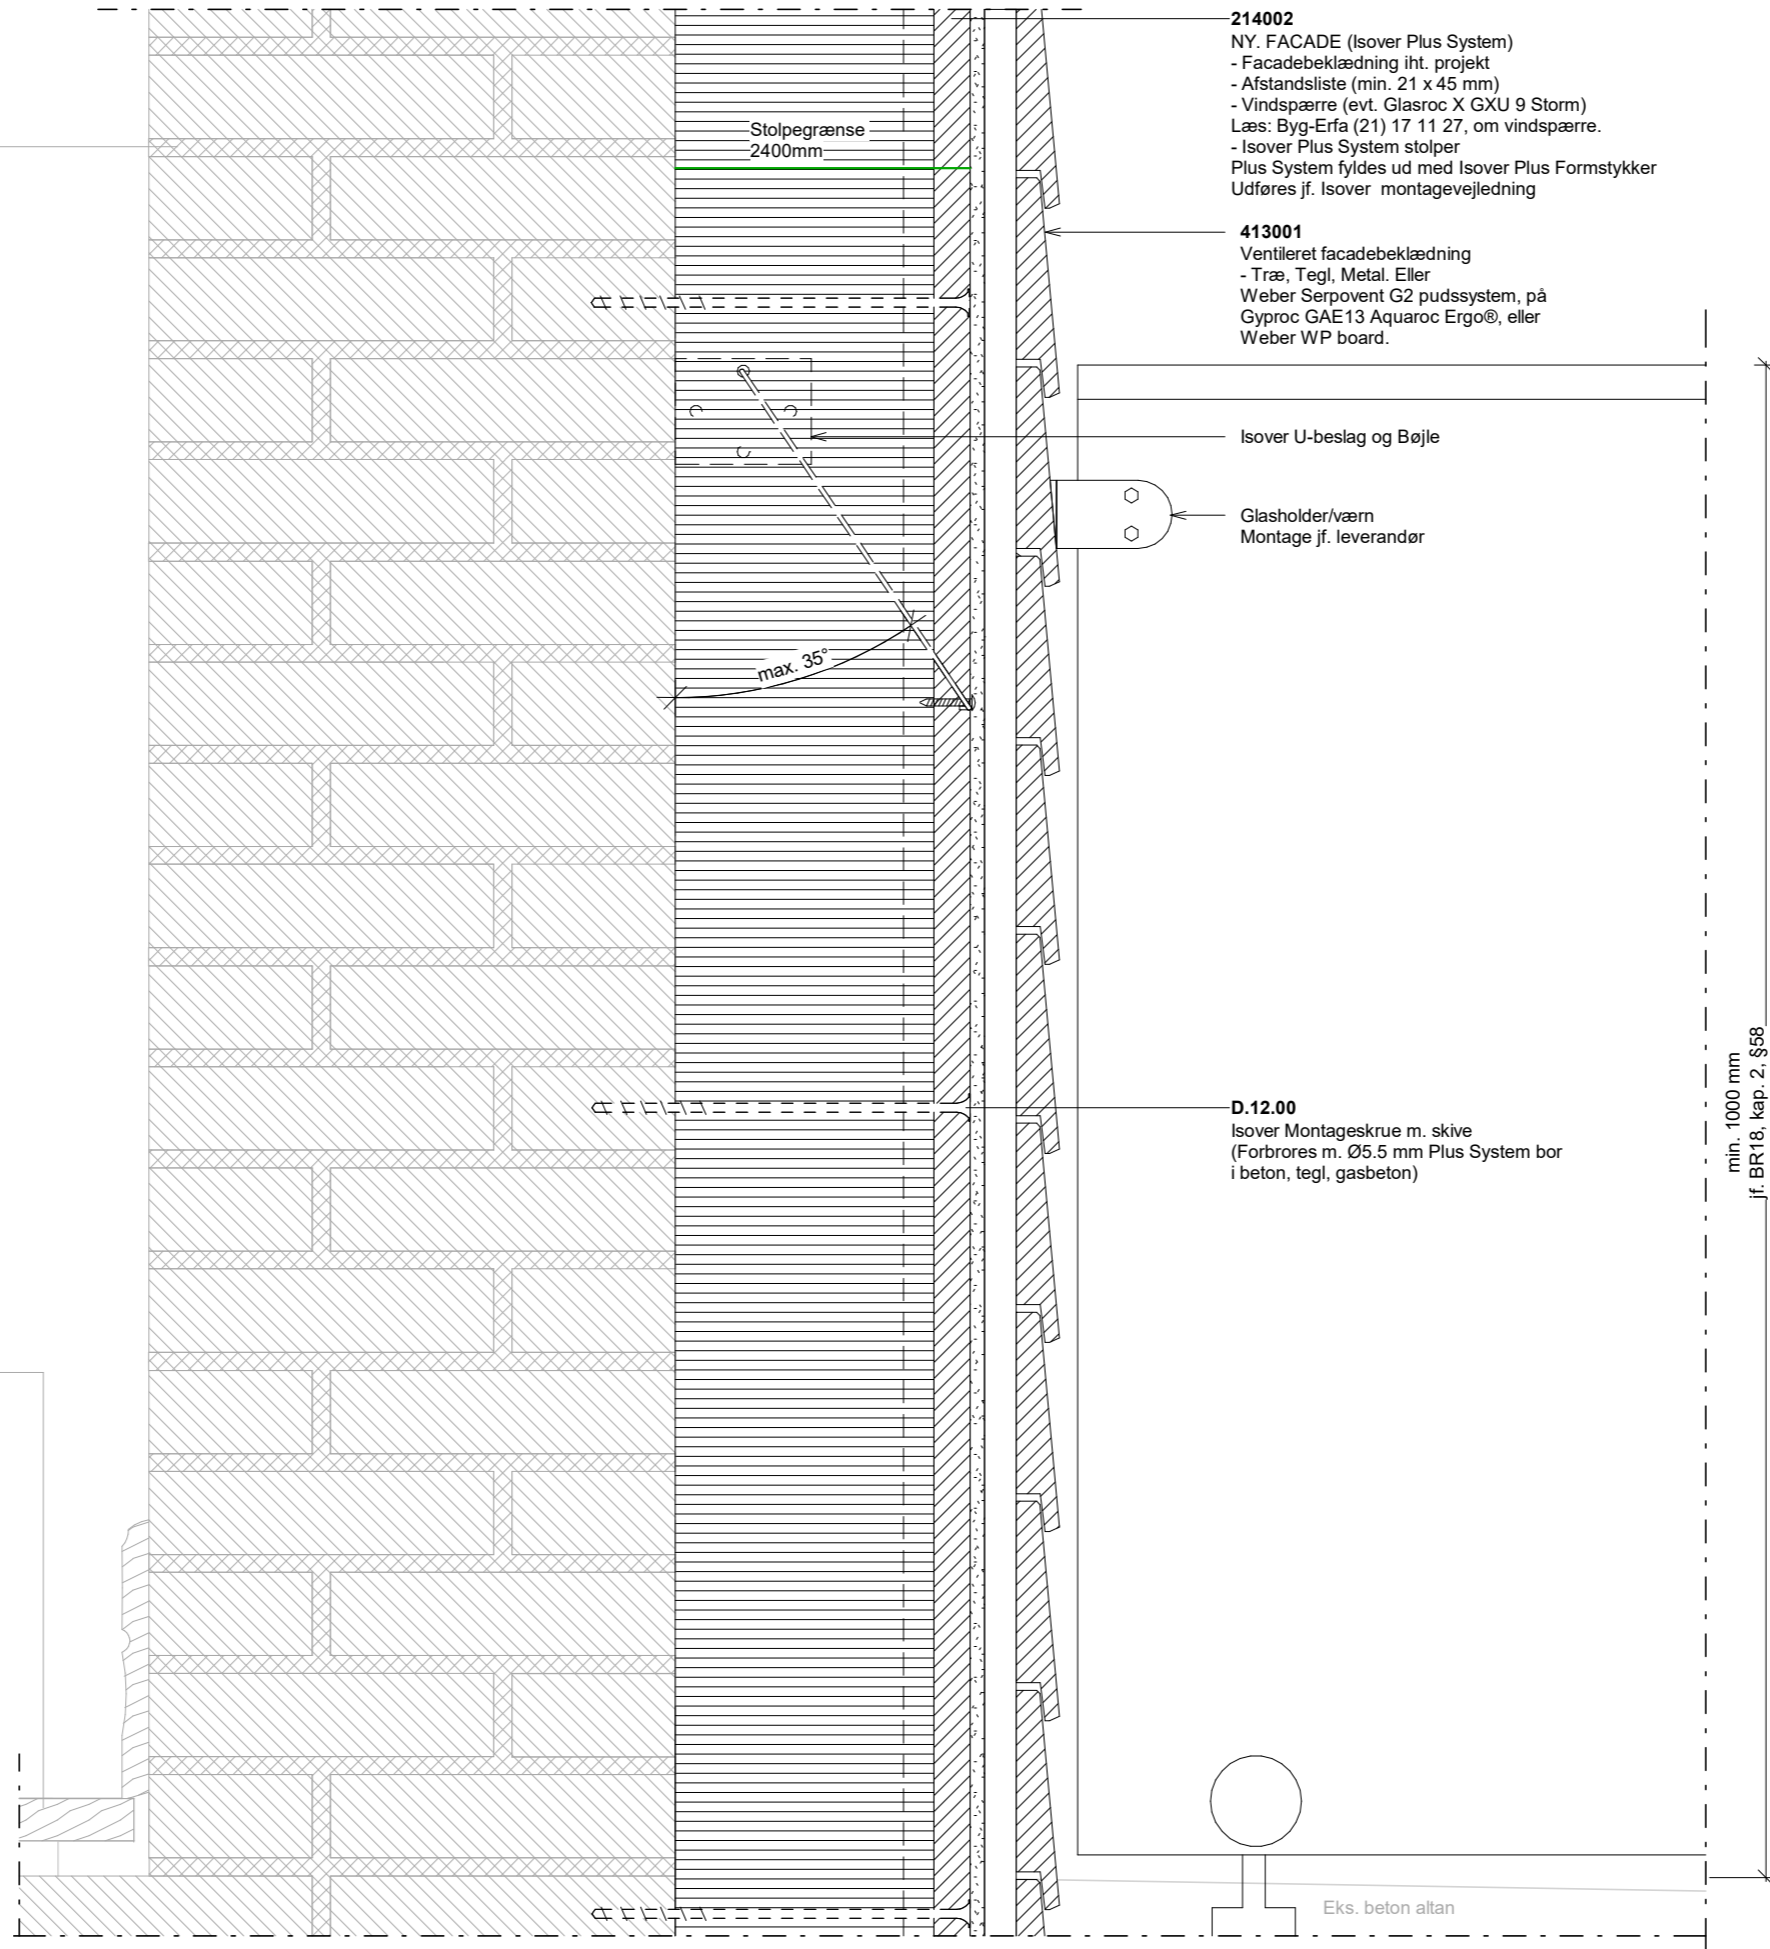 214002
NY. FACADE (Isover Plus System)
- Facadebeklædning iht. projekt
- Afstandsliste (min. 21 x 45 mm)
- Vindspærre (evt. Glasroc X GXU 9 Storm)
Læs: Byg-Erfa (21) 17 11 27, om vindspærre.
- Isover Plus System stolper
Plus System fyldes ud med Isover Plus Formstykker
Udføres jf. Isover montagevejledning
Stolpegrænse
2400mm
413001
Ventileret facadebeklædning
- Træ, Tegl, Metal. Eller
Weber Serpovent G2 pudssystem, på
Gyproc GAE13 Aquaroc Ergo®, eller
Weber WP board.
Isover U-beslag og Bøjle
Glasholder/værn
Montage jf. leverandør
max. 35°
D.12.00
Isover Montageskrue m. skive
(Forbrores m. Ø5.5 mm Plus System bor
i beton, tegl, gasbeton)
min. 1000 mm
jf. BR18, kap. 2, §58
Eks. beton altan